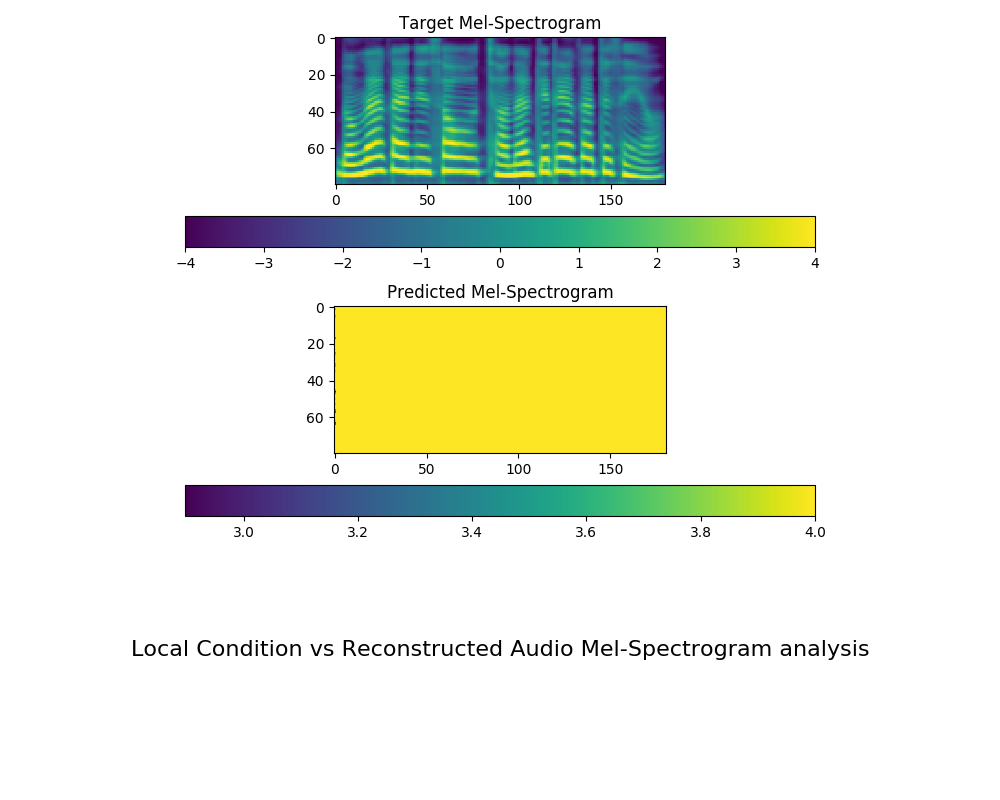 Target Mel-Spectrogram
0
20
40
60
0 50 100 150
−4 −3 −2 −1 0 1 2 3 4
Predicted Mel-Spectrogram
0
20
40
60
0 50 100 150
3.0 3.2 3.4 3.6 3.8 4.0
Local Condition vs Reconstructed Audio Mel-Spectrogram analysis